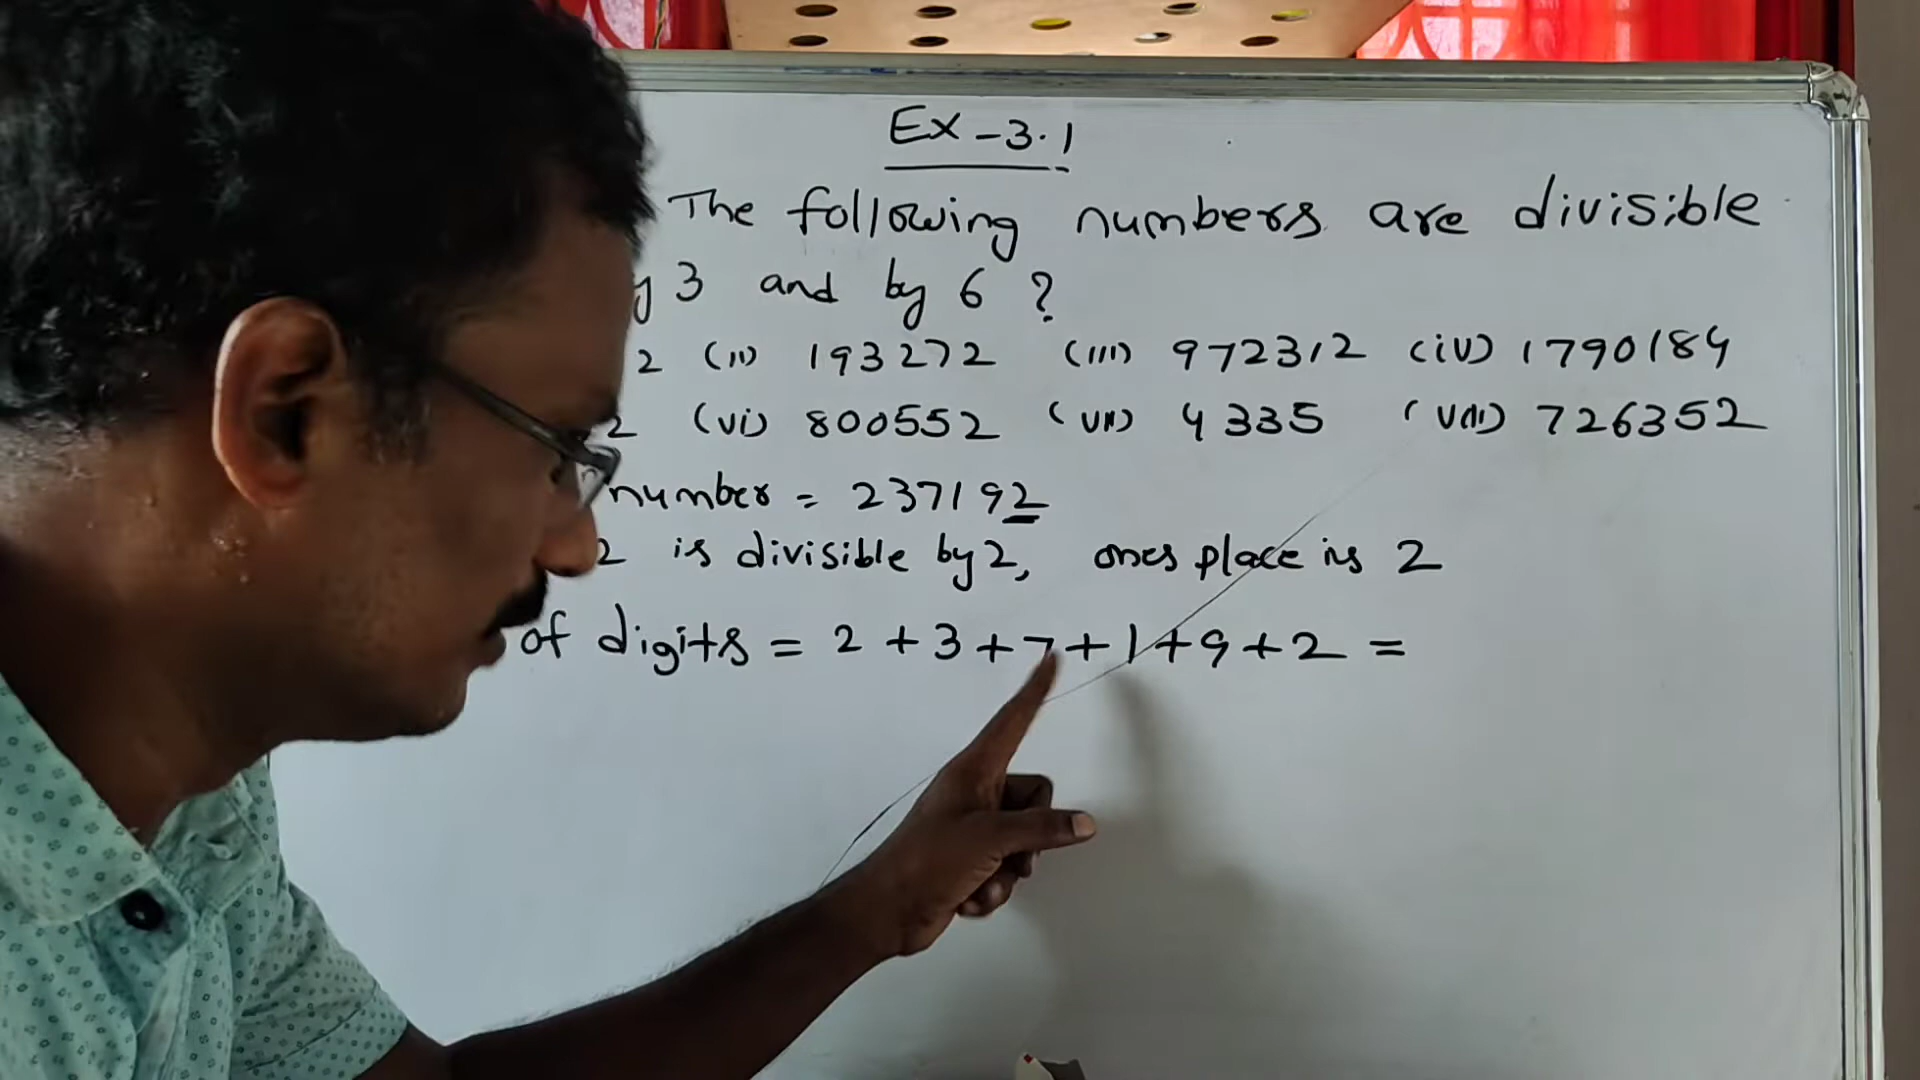 Ex - 3.1
The following numbers are divisible
y 3 and by 6 ?
2 (ii) 193272 (iii) 972312 (iv) 1790184
2 (vi) 800552 (vii) 4335 (viii) 726352
number = 237192
2 is divisible by 2, ones place is 2
of digits = 2 + 3 + 7 + 1 + 9 + 2 =